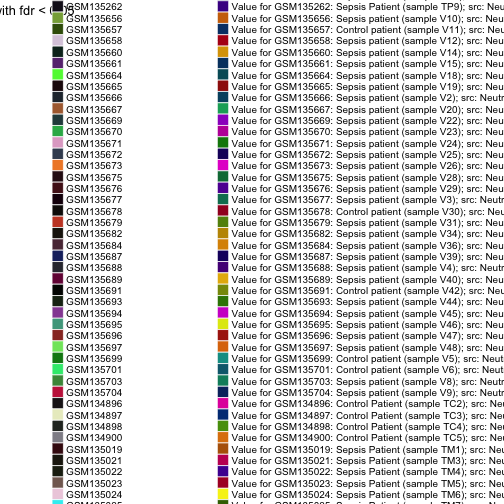 with fdr < 0.05
GSM135262 Value for GSM135262: Sepsis Patient (sample TP9); src: Neu
GSM135656 Value for GSM135656: Sepsis patient (sample V10); src: Neu
GSM135657 Value for GSM135657: Control patient (sample V11); src: Neu
GSM135658 Value for GSM135658: Sepsis patient (sample V12); src: Neu
GSM135660 Value for GSM135660: Sepsis patient (sample V14); src: Neu
GSM135661 Value for GSM135661: Sepsis patient (sample V15); src: Neu
GSM135664 Value for GSM135664: Sepsis patient (sample V18); src: Neu
GSM135665 Value for GSM135665: Sepsis patient (sample V19); src: Neu
GSM135666 Value for GSM135666: Sepsis patient (sample V2); src: Neutr
GSM135667 Value for GSM135667: Sepsis patient (sample V20); src: Neu
GSM135669 Value for GSM135669: Sepsis patient (sample V22); src: Neu
GSM135670 Value for GSM135670: Sepsis patient (sample V23); src: Neu
GSM135671 Value for GSM135671: Sepsis patient (sample V24); src: Neu
GSM135672 Value for GSM135672: Sepsis patient (sample V25); src: Neu
GSM135673 Value for GSM135673: Sepsis patient (sample V26); src: Neu
GSM135675 Value for GSM135675: Sepsis patient (sample V28); src: Neu
GSM135676 Value for GSM135676: Sepsis patient (sample V29); src: Neu
GSM135677 Value for GSM135677: Sepsis patient (sample V3); src: Neutr
GSM135678 Value for GSM135678: Control patient (sample V30); src: Neu
GSM135679 Value for GSM135679: Sepsis patient (sample V31); src: Neu
GSM135682 Value for GSM135682: Sepsis patient (sample V34); src: Neu
GSM135684 Value for GSM135684: Sepsis patient (sample V36); src: Neu
GSM135687 Value for GSM135687: Sepsis patient (sample V39); src: Neu
GSM135688 Value for GSM135688: Sepsis patient (sample V4); src: Neutr
GSM135689 Value for GSM135689: Sepsis patient (sample V40); src: Neu
GSM135691 Value for GSM135691: Control patient (sample V42); src: Neu
GSM135693 Value for GSM135693: Sepsis patient (sample V44); src: Neu
GSM135694 Value for GSM135694: Sepsis patient (sample V45); src: Neu
GSM135695 Value for GSM135695: Sepsis patient (sample V46); src: Neu
GSM135696 Value for GSM135696: Sepsis patient (sample V47); src: Neu
GSM135697 Value for GSM135697: Sepsis patient (sample V48); src: Neu
GSM135699 Value for GSM135699: Control patient (sample V5); src: Neut
GSM135701 Value for GSM135701: Control patient (sample V6); src: Neut
GSM135703 Value for GSM135703: Sepsis patient (sample V8); src: Neutr
GSM135704 Value for GSM135704: Sepsis patient (sample V9); src: Neutr
GSM134896 Value for GSM134896: Control Patient (sample TC2); src: Ne
GSM134897 Value for GSM134897: Control Patient (sample TC3); src: Ne
GSM134898 Value for GSM134898: Control Patient (sample TC4); src: Ne
GSM134900 Value for GSM134900: Control Patient (sample TC5); src: Ne
GSM135019 Value for GSM135019: Sepsis Patient (sample TM1); src: Neu
GSM135021 Value for GSM135021: Sepsis Patient (sample TM3); src: Neu
GSM135022 Value for GSM135022: Sepsis Patient (sample TM4); src: Neu
GSM135023 Value for GSM135023: Sepsis Patient (sample TM5); src: Neu
GSM135024 Value for GSM135024: Sepsis Patient (sample TM6); src: Neu